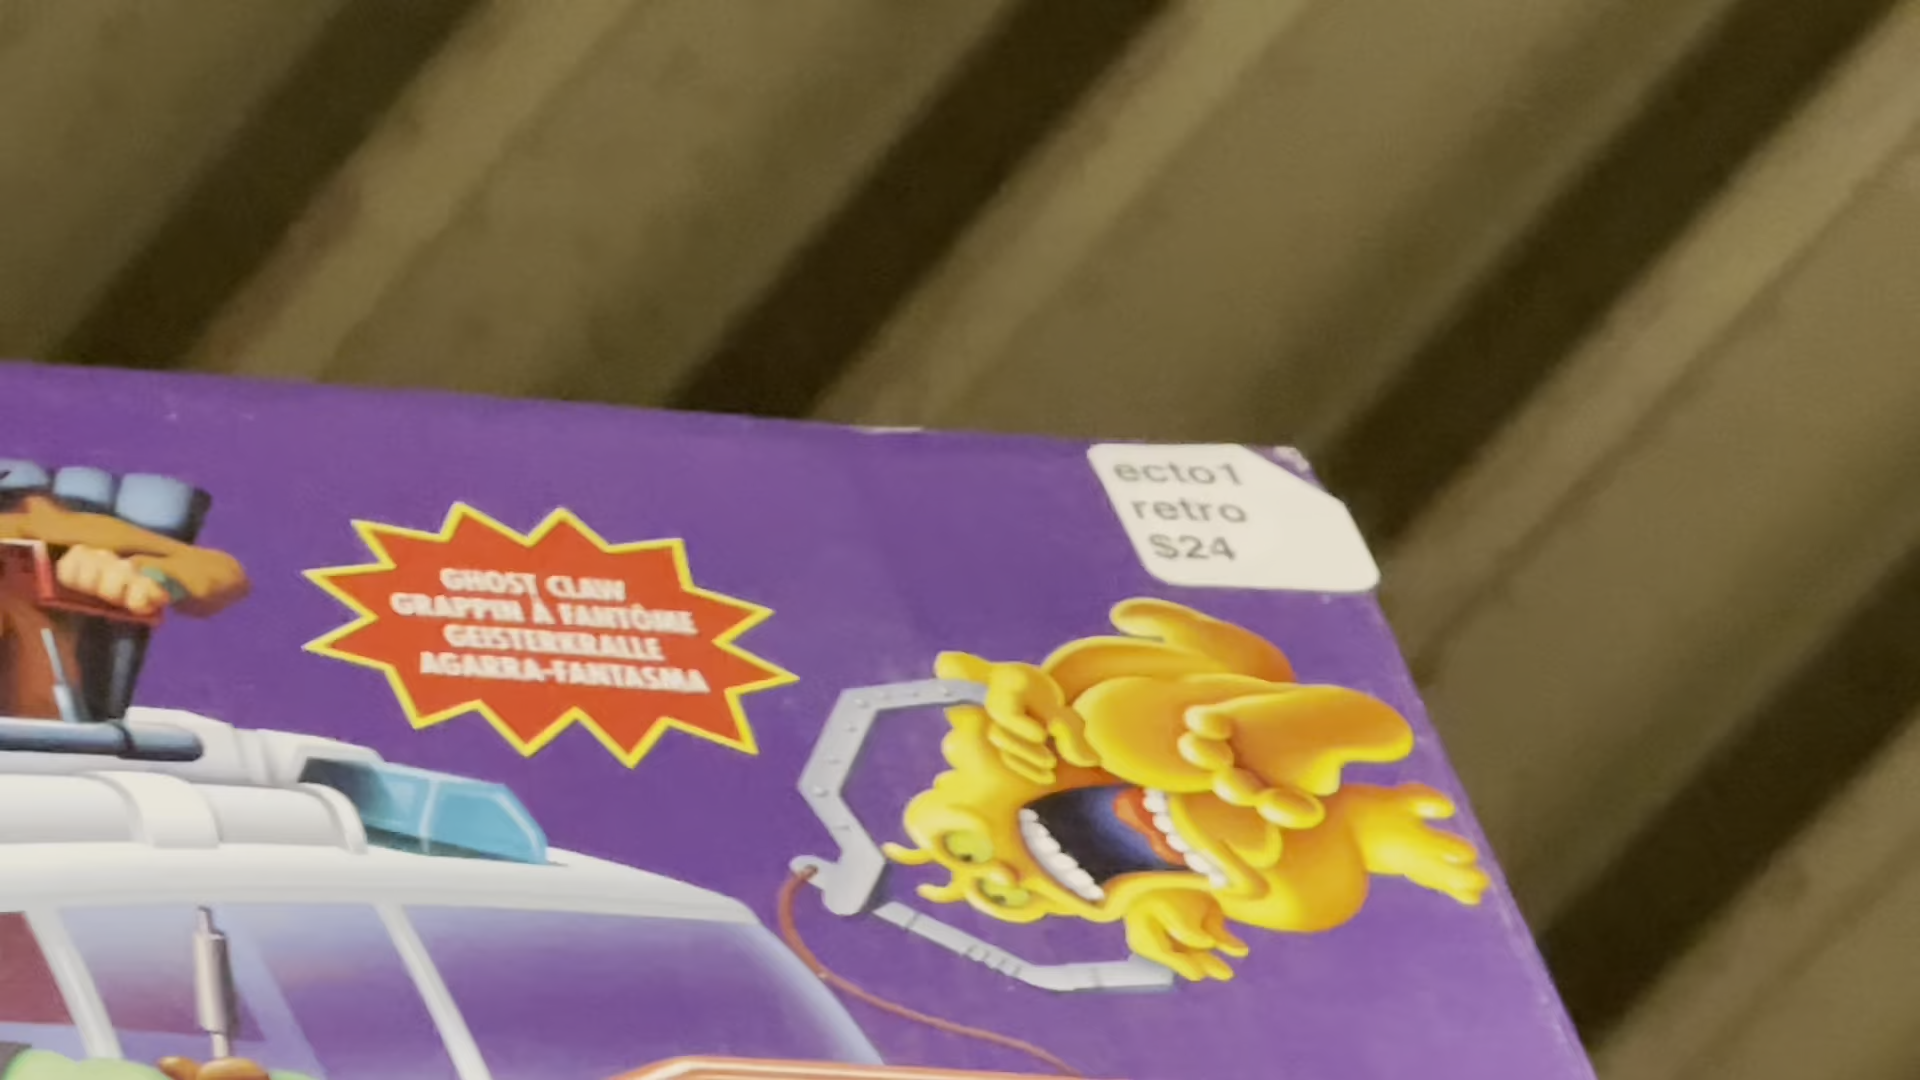 ecto1
retro
$24
GHOST CLAW
GRAPPIN À FANTÔME
GEISTERKRALLE
AGARRA-FANTASMA